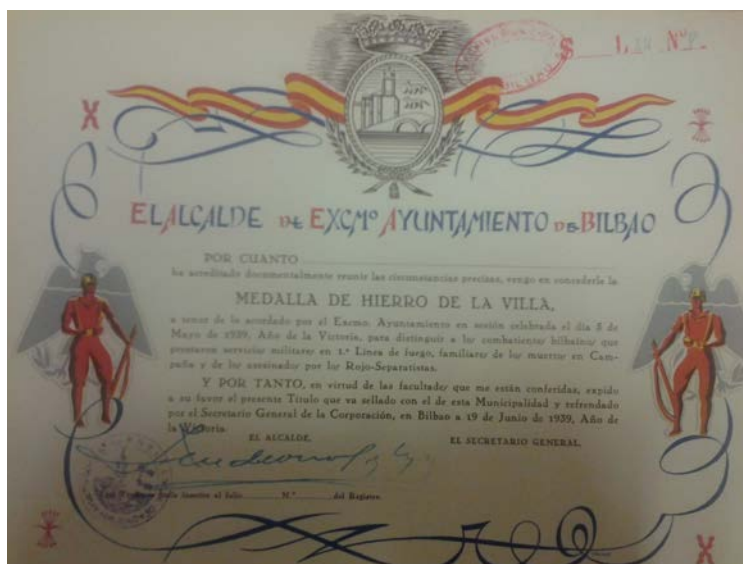 S. 1, Nº
EL ALCALDE DEL EXCMº AYUNTAMIENTO DE BILBAO
POR CUANTO
ha acreditado documentalmente reunir las circunstancias precisas, vengo en concederle la
MEDALLA DE HIERRO DE LA VILLA,
a tenor de lo acordado por el Excmo. Ayuntamiento en sesión celebrada el día 5 de
Mayo de 1939, Año de la Victoria, para distinguir a los combatientes bilbaínos que
prestaron servicios militares en 1.ª Línea de fuego, familiares de los muertos en Cam-
paña y de los asesinados por los Rojo-Separatistas.
Y POR TANTO, en virtud de las facultades que me están conferidas, expido
a su favor el presente Título que va sellado con el de esta Municipalidad y refrendado
por el Secretario General de la Corporación, en Bilbao a 19 de Junio de 1939, Año de
la Victoria.
EL ALCALDE,
EL SECRETARIO GENERAL.
inscrito al folio N.º del Registro.